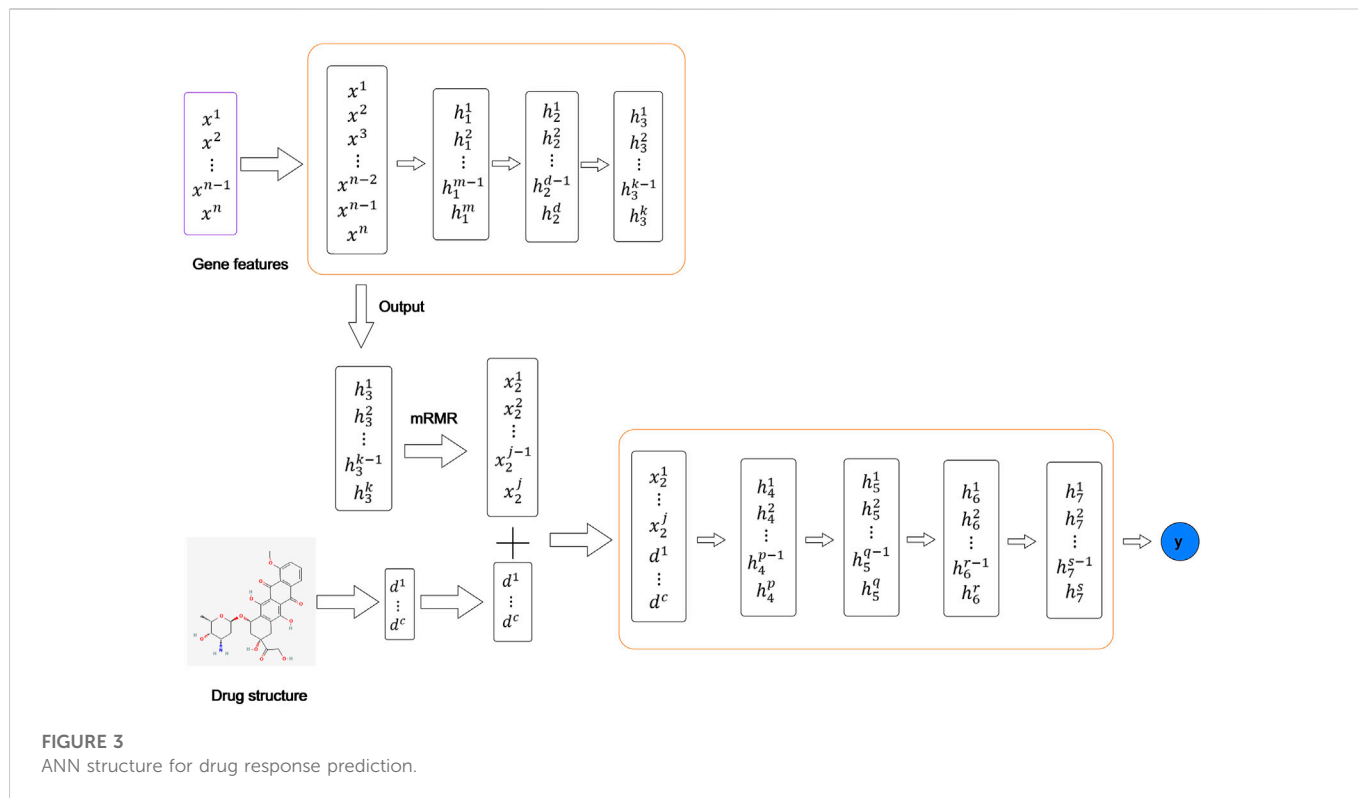 x^1
x^2
⋮
x^{n-1}
x^n
Gene features
x^1
x^2
x^3
⋮
x^{n-2}
x^{n-1}
x^n
h_1^1
h_1^2
⋮
h_1^{m-1}
h_1^m
h_2^1
h_2^2
⋮
h_2^{d-1}
h_2^d
h_3^1
h_3^2
⋮
h_3^{k-1}
h_3^k
Output
h_3^1
h_3^2
⋮
h_3^{k-1}
h_3^k
mRMR
x_2^1
x_2^2
⋮
x_2^{j-1}
x_2^j
+
Drug structure
d^1
⋮
d^c
d^1
⋮
d^c
x_2^1
⋮
x_2^j
d^1
⋮
d^c
h_4^1
h_4^2
⋮
h_4^{p-1}
h_4^p
h_5^1
h_5^2
⋮
h_5^{q-1}
h_5^q
h_6^1
h_6^2
⋮
h_6^{r-1}
h_6^r
h_7^1
h_7^2
⋮
h_7^{s-1}
h_7^s
y
FIGURE 3
ANN structure for drug response prediction.